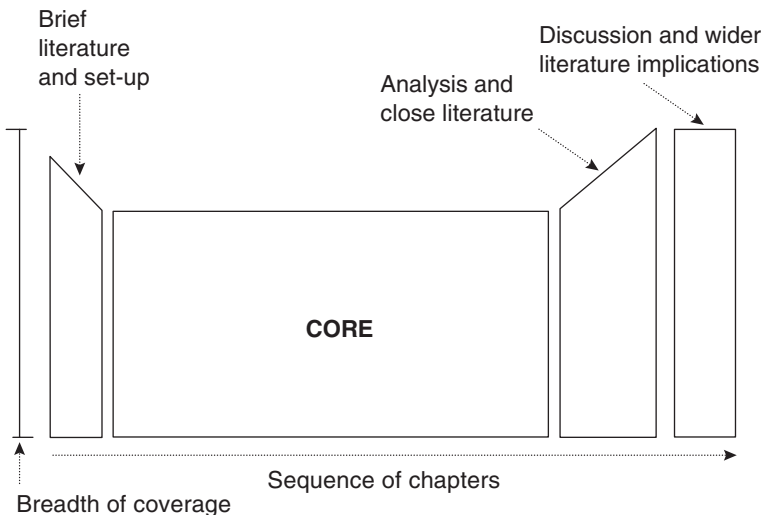 Brief
literature
and set-up
Discussion and wider
literature implications
Analysis and
close literature
CORE
Sequence of chapters
Breadth of coverage